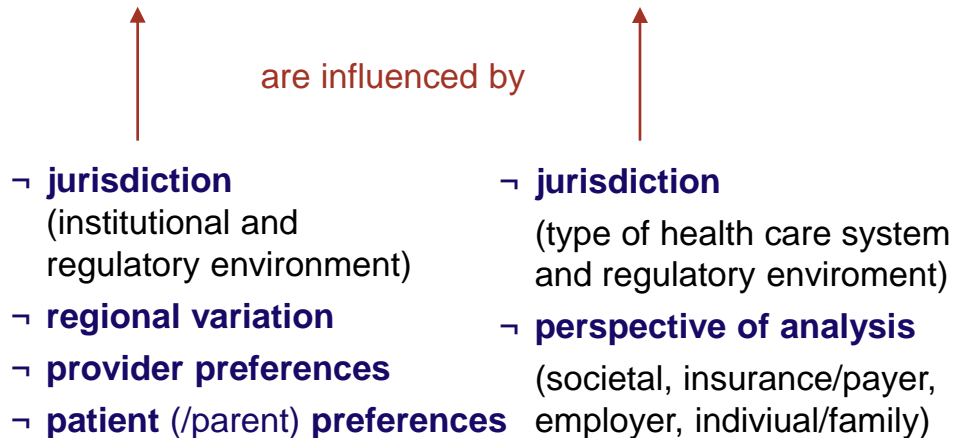 are influenced by
¬ jurisdiction
(institutional and
regulatory environment)
¬ regional variation
¬ provider preferences
¬ patient (/parent) preferences
¬ jurisdiction
(type of health care system
and regulatory enviroment)
¬ perspective of analysis
(societal, insurance/payer,
employer, indiviual/family)